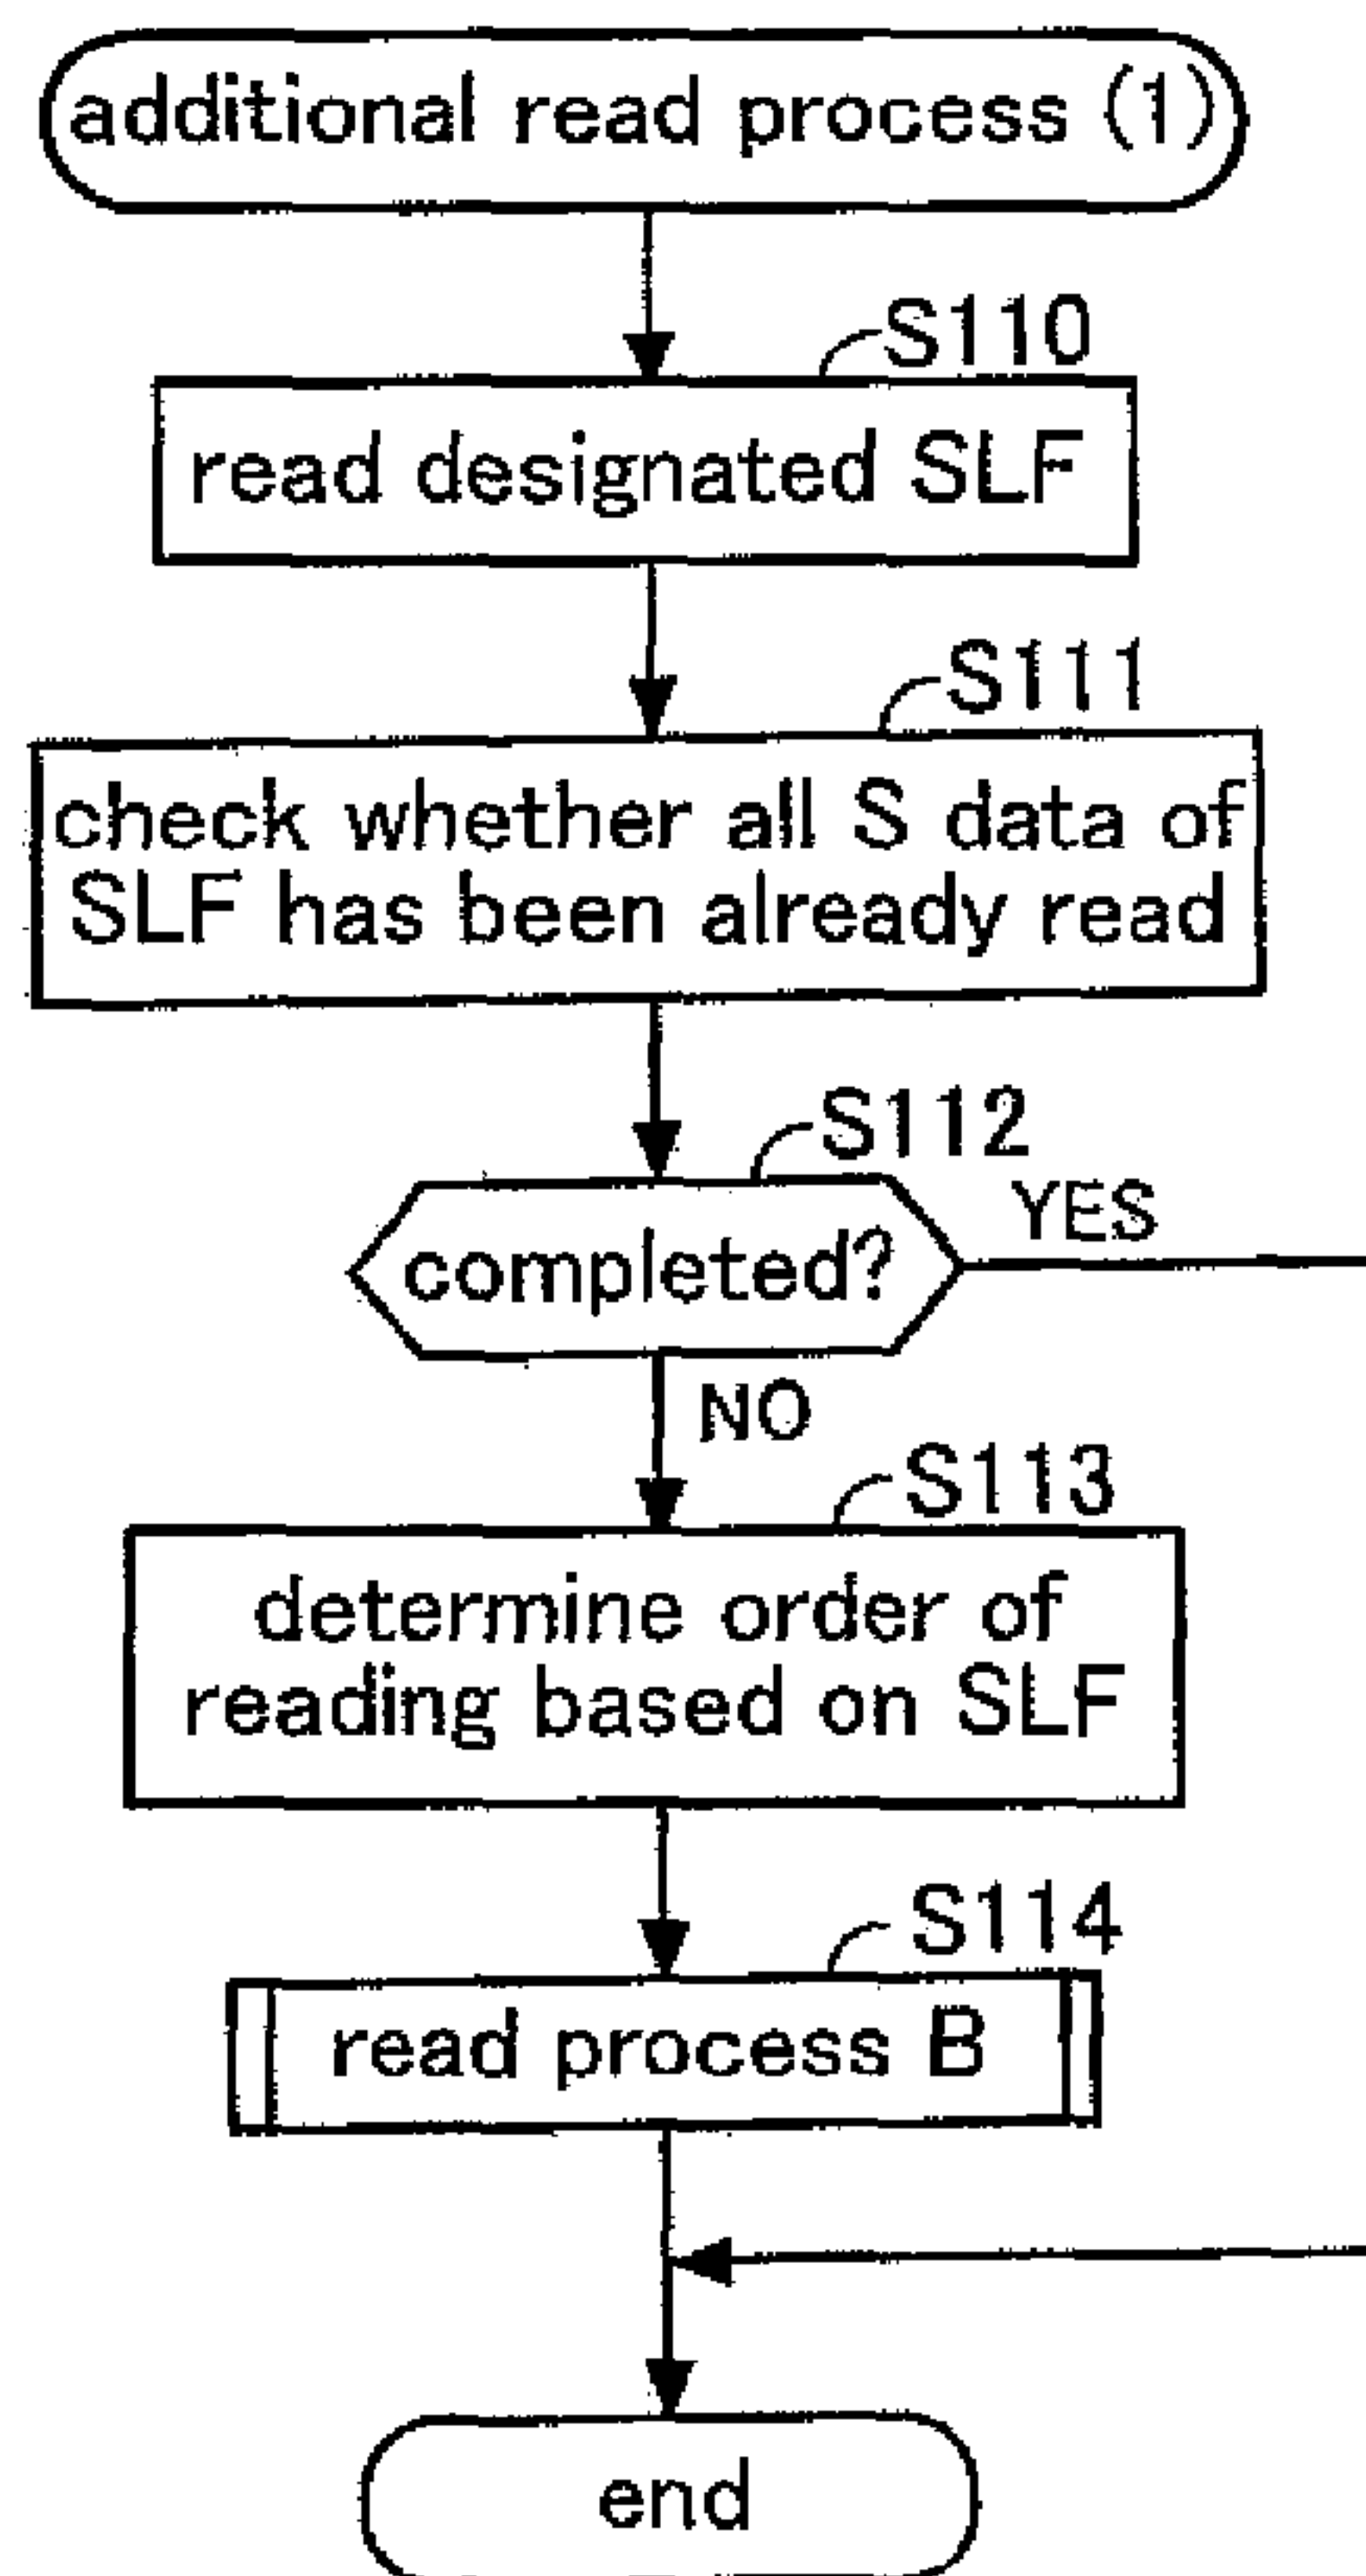 additional read process (1)
S110
read designated SLF
S111
check whether all S data of
SLF has been already read
S112
completed?
YES
NO
S113
determine order of
reading based on SLF
S114
read process B
end